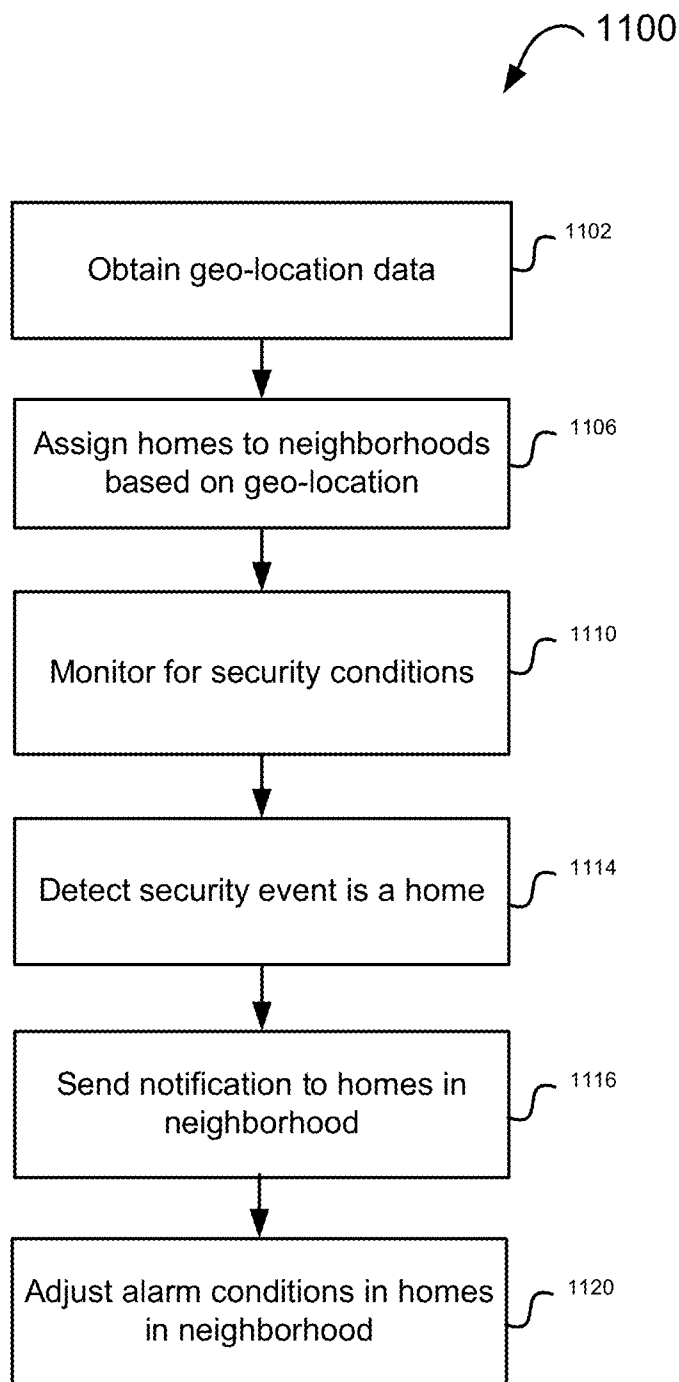 1100
Obtain geo-location data
1102
Assign homes to neighborhoods
based on geo-location
1106
Monitor for security conditions
1110
Detect security event is a home
1114
Send notification to homes in
neighborhood
1116
Adjust alarm conditions in homes
in neighborhood
1120